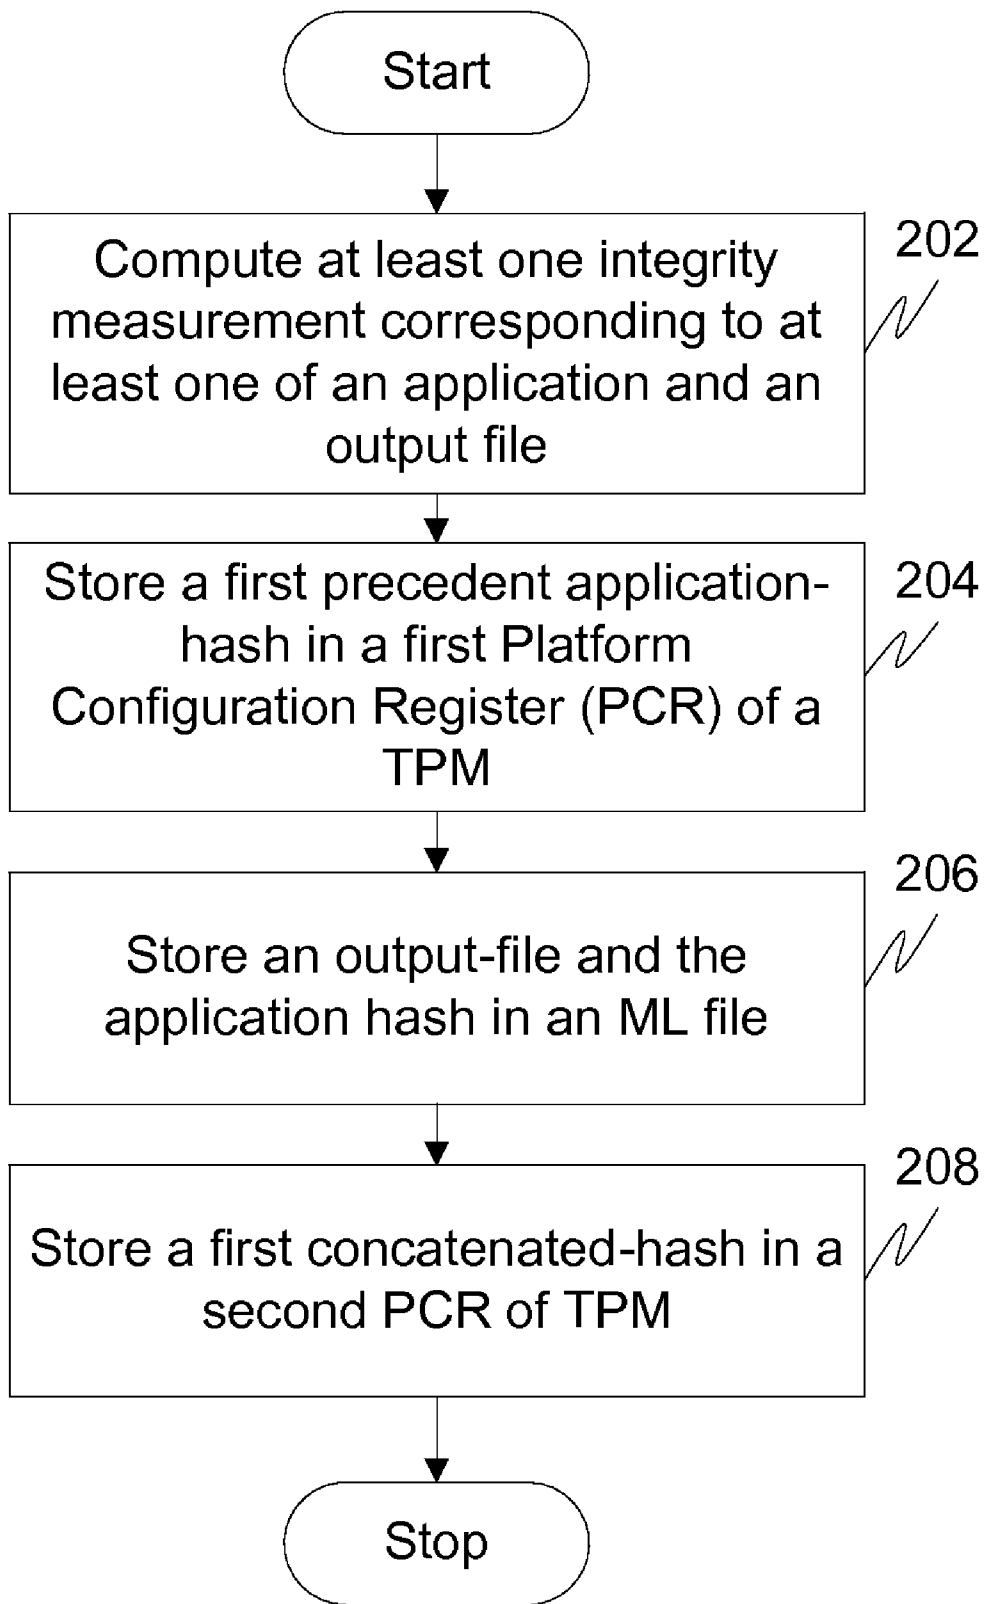 Start
202
Compute at least one integrity
measurement corresponding to at
least one of an application and an
output file
204
Store a first precedent application-
hash in a first Platform
Configuration Register (PCR) of a
TPM
206
Store an output-file and the
application hash in an ML file
208
Store a first concatenated-hash in a
second PCR of TPM
Stop